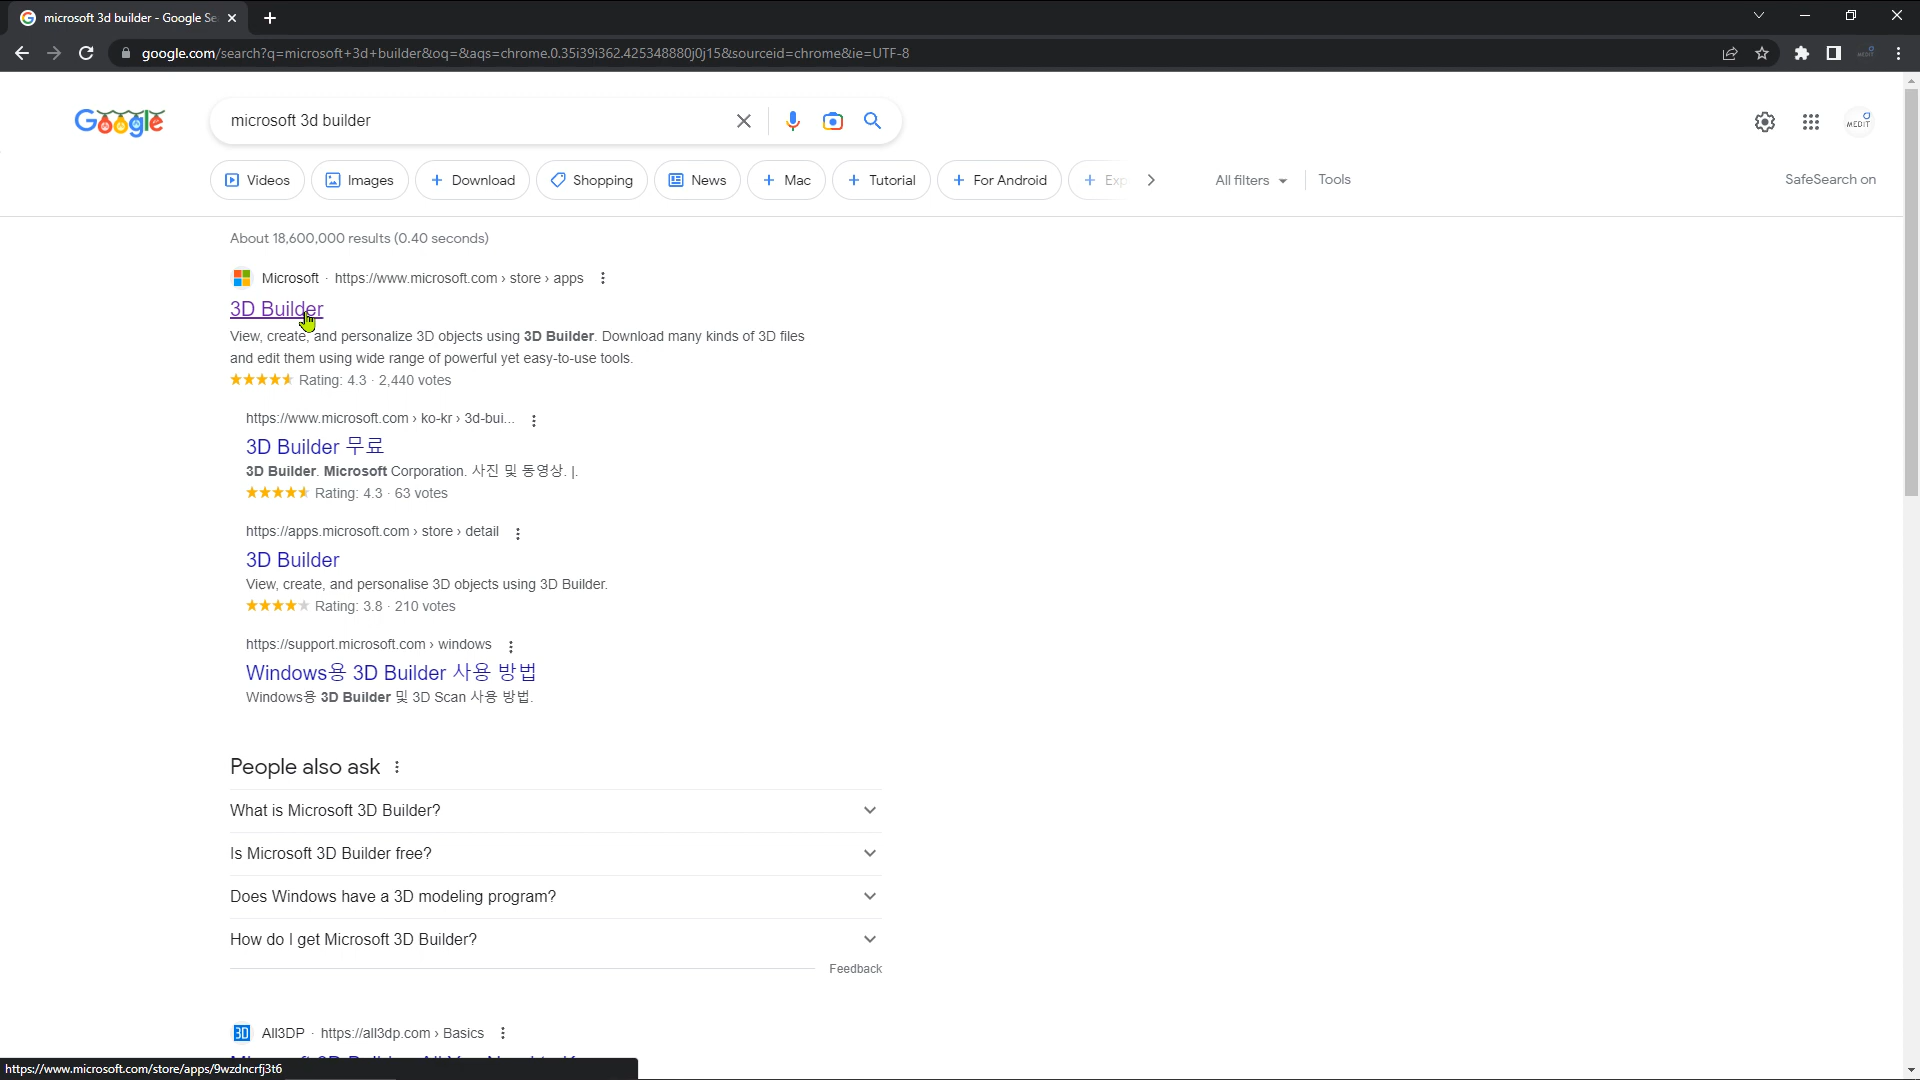 microsoft 3d builder - Google Se
google.com/search?q=microsoft+3d+builder&oq=&aqs=chrome.0.35i39i362.425348880j0j15&sourceid=chrome&ie=UTF-8
Google
microsoft 3d builder
MEDIT
Videos
Images
Download
Shopping
News
Mac
Tutorial
For Android
Exp
All filters
Tools
SafeSearch on
About 18,600,000 results (0.40 seconds)
Microsoft · https://www.microsoft.com › store › apps
3D Builder
View, create, and personalize 3D objects using 3D Builder. Download many kinds of 3D files
and edit them using wide range of powerful yet easy-to-use tools.
Rating: 4.3 · 2,440 votes
https://www.microsoft.com › ko-kr › 3d-bui...
3D Builder 무료
3D Builder. Microsoft Corporation. 사진 및 동영상. |.
Rating: 4.3 · 63 votes
https://apps.microsoft.com › store › detail
3D Builder
View, create, and personalise 3D objects using 3D Builder.
Rating: 3.8 · 210 votes
https://support.microsoft.com › windows
Windows용 3D Builder 사용 방법
Windows용 3D Builder 및 3D Scan 사용 방법.
People also ask
What is Microsoft 3D Builder?
Is Microsoft 3D Builder free?
Does Windows have a 3D modeling program?
How do I get Microsoft 3D Builder?
Feedback
3D All3DP · https://all3dp.com › Basics
https://www.microsoft.com/store/apps/9wzdncrfj3t6